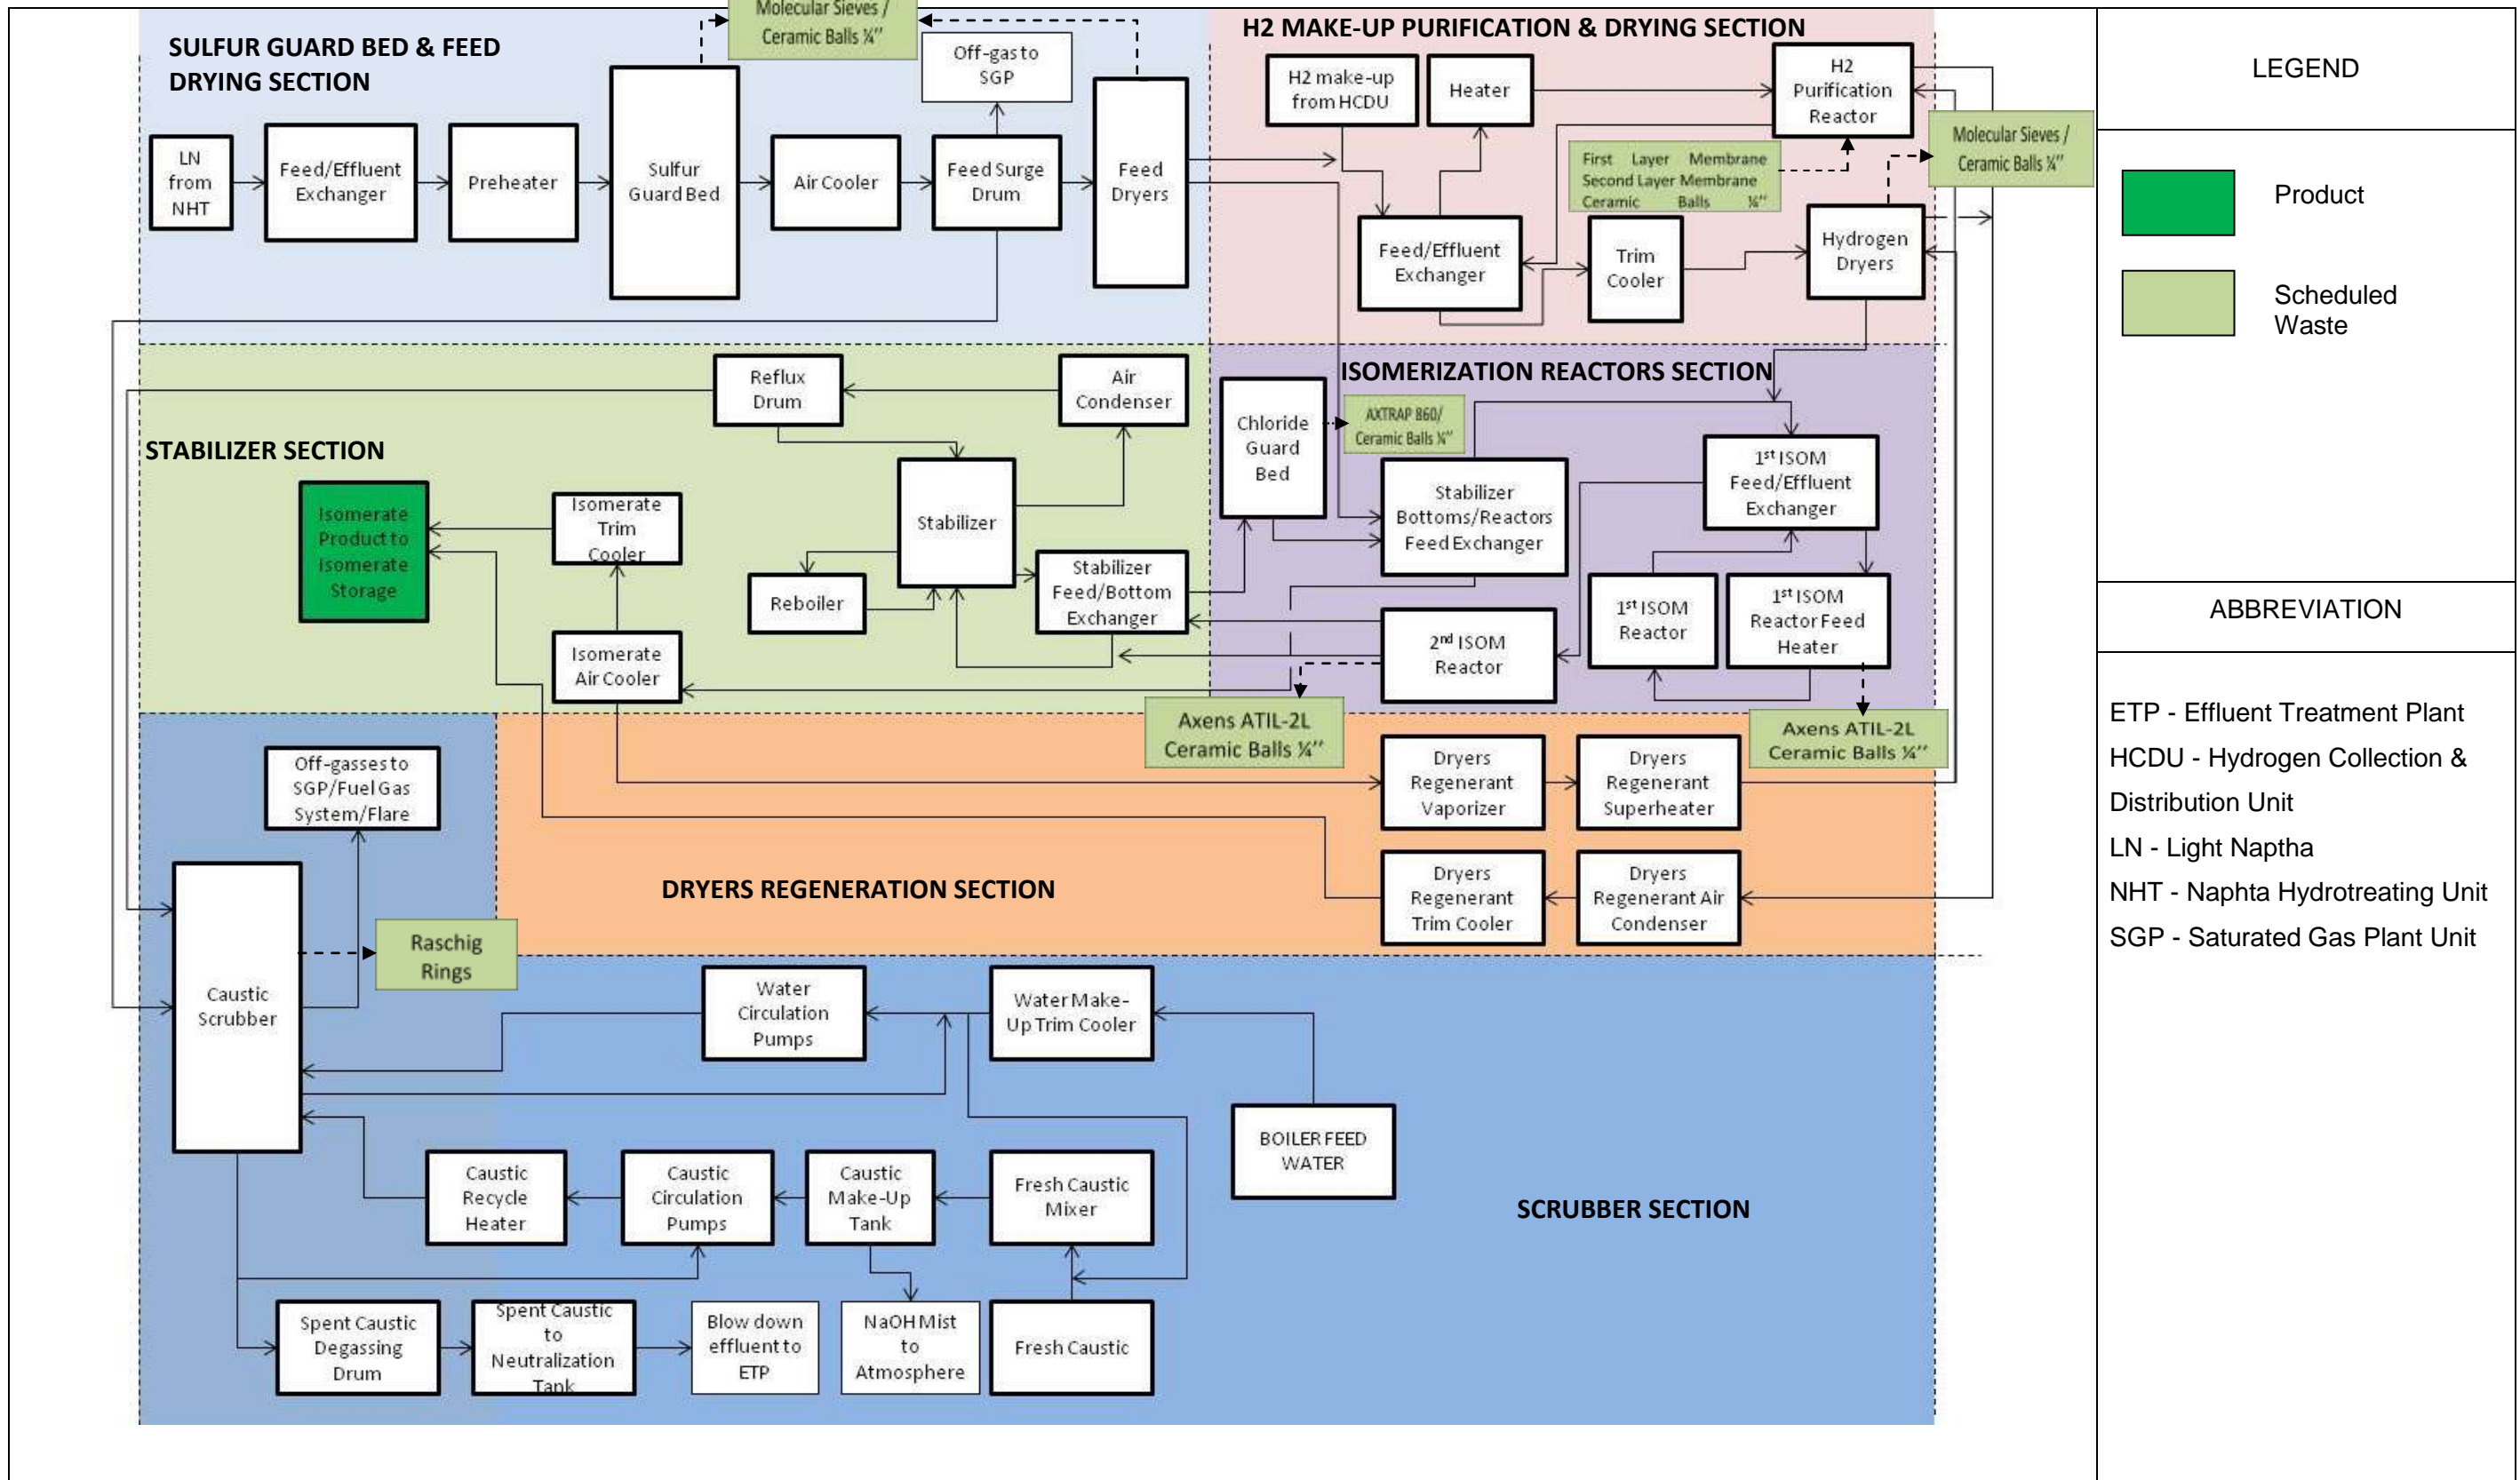 Molecular Sieves /
Ceramic Balls ¼”
SULFUR GUARD BED & FEED
DRYING SECTION
Off-gas to
SGP
LN
from
NHT
Feed/Effluent
Exchanger
Preheater
Sulfur
Guard Bed
Air Cooler
Feed Surge
Drum
Feed
Dryers
H2 MAKE-UP PURIFICATION & DRYING SECTION
H2 make-up
from HCDU
Heater
H2
Purification
Reactor
First Layer Membrane
Second Layer Membrane
Ceramic Balls ¼”
Molecular Sieves /
Ceramic Balls ¼”
Feed/Effluent
Exchanger
Trim
Cooler
Hydrogen
Dryers
STABILIZER SECTION
Reflux
Drum
Air
Condenser
Isomerate
Product to
Isomerate
Storage
Isomerate
Trim
Cooler
Stabilizer
Reboiler
Stabilizer
Feed/Bottom
Exchanger
Isomerate
Air Cooler
ISOMERIZATION REACTORS SECTION
Chloride
Guard
Bed
AXTRAP 860/
Ceramic Balls ¼”
Stabilizer
Bottoms/Reactors
Feed Exchanger
1st ISOM
Feed/Effluent
Exchanger
1st ISOM
Reactor
1st ISOM
Reactor Feed
Heater
2nd ISOM
Reactor
Axens ATIL-2L
Ceramic Balls ¼”
Axens ATIL-2L
Ceramic Balls ¼”
Off-gasses to
SGP/Fuel Gas
System/Flare
DRYERS REGENERATION SECTION
Dryers
Regenerant
Vaporizer
Dryers
Regenerant
Superheater
Dryers
Regenerant
Trim Cooler
Dryers
Regenerant Air
Condenser
Raschig
Rings
Caustic
Scrubber
Water
Circulation
Pumps
Water Make-
Up Trim Cooler
BOILER FEED
WATER
Caustic
Recycle
Heater
Caustic
Circulation
Pumps
Caustic
Make-Up
Tank
Fresh Caustic
Mixer
SCRUBBER SECTION
Spent Caustic
Degassing
Drum
Spent Caustic
to
Neutralization
Tank
Blow down
effluent to
ETP
NaOH Mist
to
Atmosphere
Fresh Caustic
LEGEND
Product
Scheduled
Waste
ABBREVIATION
ETP - Effluent Treatment Plant
HCDU - Hydrogen Collection &
Distribution Unit
LN - Light Naptha
NHT - Naphta Hydrotreating Unit
SGP - Saturated Gas Plant Unit